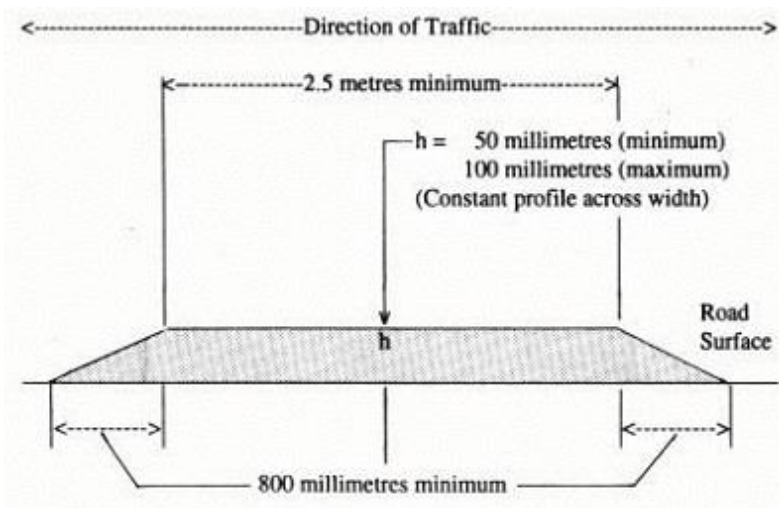 Direction of Traffic
2.5 metres minimum
h = 50 millimetres (minimum)
100 millimetres (maximum)
(Constant profile across width)
Road
Surface
h
800 millimetres minimum